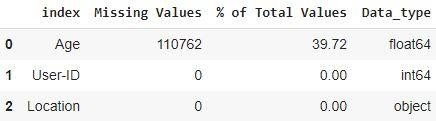 index Missing Values % of Total Values Data_type
0 Age 110762 39.72 float64
1 User-ID 0 0.00 int64
2 Location 0 0.00 object